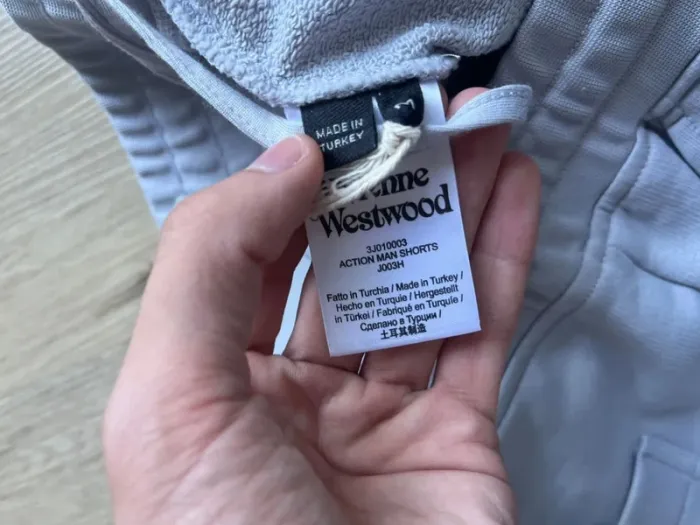 MADE IN
TURKEY
Westwood
3J010003
ACTION MAN SHORTS
J003H
Fatto in Turchia / Made in Turkey /
Hecho en Turquie / Hergestellt
in Türkei / Fabriqué en Turquie /
Сделано в Турции /
土耳其制造